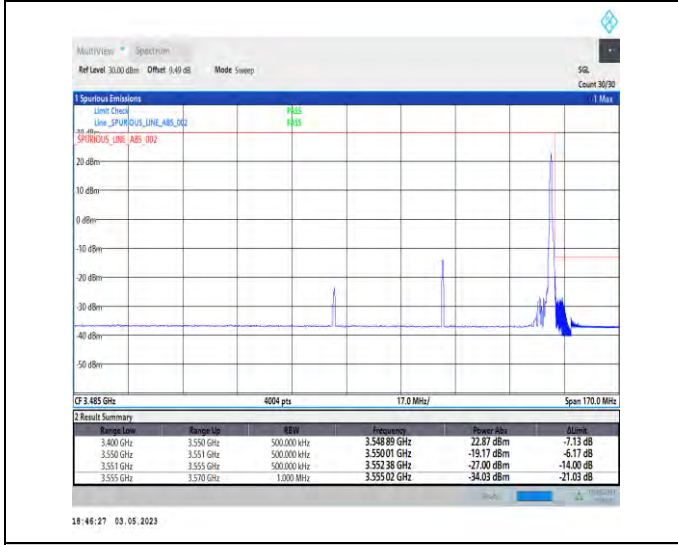 MultiView Spectrum
Ref Level 30.00 dBm Offset 9.49 dB Mode Sweep SGL
Count 30/30
1 Spurious Emissions 1 Max
Limit Check PASS
Line _SPURIOUS_LINE_ABS_002 PASS
_SPURIOUS_LINE_ABS_002
20 dBm
10 dBm
0 dBm
-10 dBm
-20 dBm
-30 dBm
-40 dBm
-50 dBm
CF 3.485 GHz 4004 pts 17.0 MHz/ Span 170.0 MHz
2 Result Summary
Range Low Range Up RBW Frequency Power Abs ΔLimit
3.400 GHz 3.550 GHz 500.000 kHz 3.548 89 GHz 22.87 dBm -7.13 dB
3.550 GHz 3.551 GHz 500.000 kHz 3.550 01 GHz -19.17 dBm -6.17 dB
3.551 GHz 3.555 GHz 500.000 kHz 3.552 38 GHz -27.00 dBm -14.00 dB
3.555 GHz 3.570 GHz 1.000 MHz 3.555 02 GHz -34.03 dBm -21.03 dB
18:46:27 03.05.2023